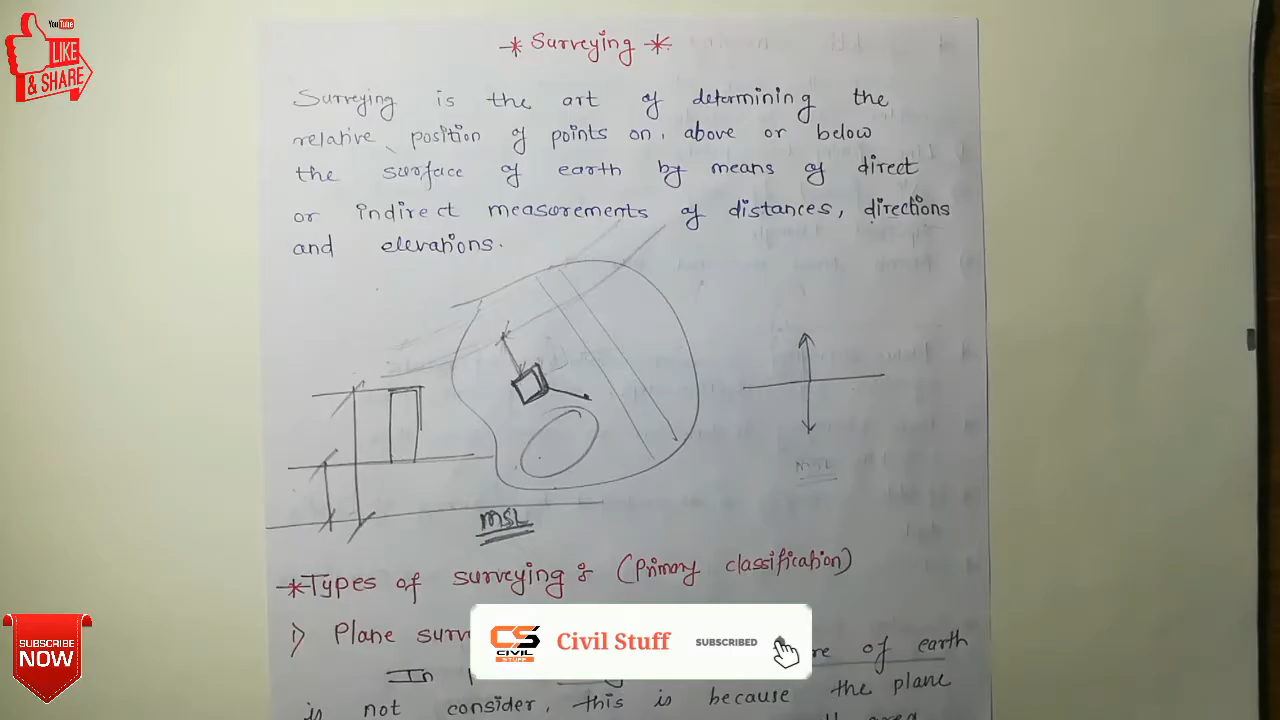 YouTube
LIKE
& SHARE
* Surveying *
Surveying is the art of determining the
relative position of points on, above or below
the surface of earth by means of direct
or indirect measurements of distances, directions
and elevations.
MSL
MSL
*Types of surveying : (Primary classification)
1) Plane surv
re of earth
In
is not consider, this is because the plane
SUBSCRIBE
NOW
CS
CIVIL
STUFF
Civil Stuff
SUBSCRIBED